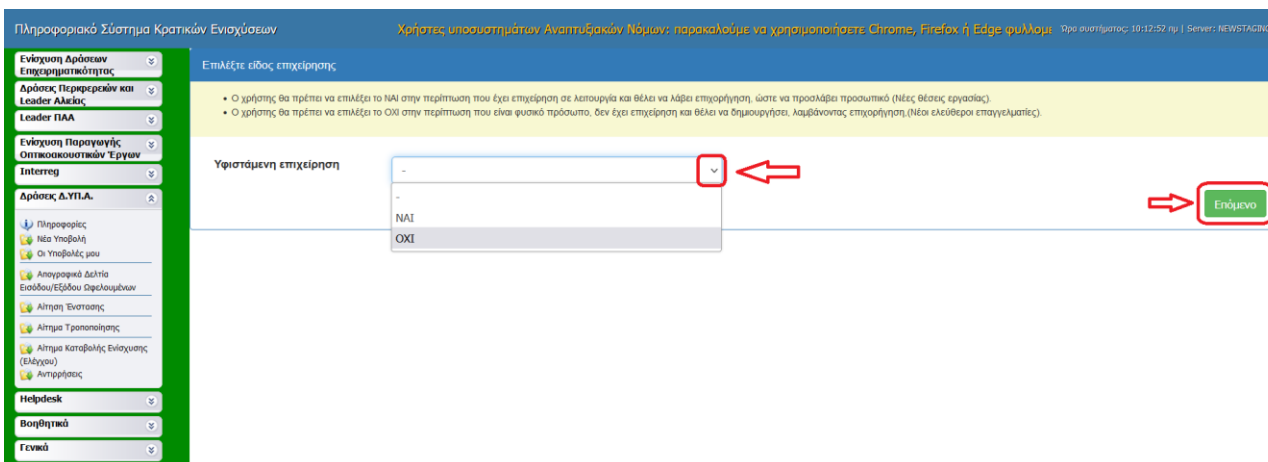 Πληροφοριακό Σύστημα Κρατικών Ενισχύσεων
Χρήστες υποσυστημάτων Αναπτυξιακών Νόμων: παρακαλούμε να χρησιμοποιήσετε Chrome, Firefox ή Edge φυλλομε
Ώρα συστήματος: 10:12:52 πμ | Server: NEWSTAGING
Ενίσχυση Δράσεων
Επιχειρηματικότητας
Δράσεις Περιφερειών και
Leader Αλιείας
Leader ΠΑΑ
Ενίσχυση Παραγωγής
Οπτικοακουστικών Έργων
Interreg
Δράσεις Δ.ΥΠ.Α.
Πληροφορίες
Νέα Υποβολή
Οι Υποβολές μου
Απογραφικά Δελτία
Εισόδου/Εξόδου Ωφελουμένων
Αίτηση Ένστασης
Αίτημα Τροποποίησης
Αίτημα Καταβολής Ενίσχυσης
(Ελέγχου)
Αντιρρήσεις
Helpdesk
Βοηθητικά
Γενικά
Επιλέξτε είδος επιχείρησης
• Ο χρήστης θα πρέπει να επιλέξει το ΝΑΙ στην περίπτωση που έχει επιχείρηση σε λειτουργία και θέλει να λάβει επιχορήγηση, ώστε να προσλάβει προσωπικό (Νέες θέσεις εργασίας).
• Ο χρήστης θα πρέπει να επιλέξει το ΟΧΙ στην περίπτωση που είναι φυσικό πρόσωπο, δεν έχει επιχείρηση και θέλει να δημιουργήσει, λαμβάνοντας επιχορήγηση.(Νέοι ελεύθεροι επαγγελματίες).
Υφιστάμενη επιχείρηση
-
-
ΝΑΙ
ΟΧΙ
Επόμενο